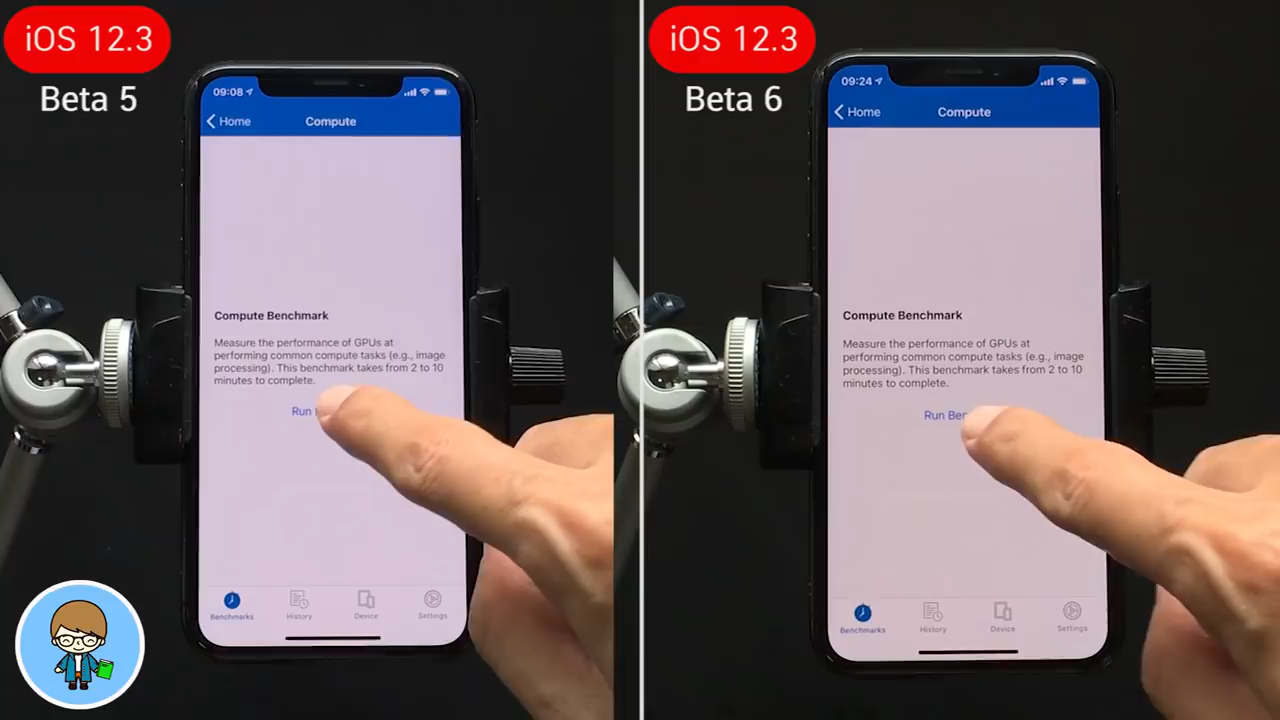 iOS 12.3
Beta 5
09:08
Home
Compute
Compute Benchmark
Measure the performance of GPUs at
performing common compute tasks (e.g., image
processing). This benchmark takes from 2 to 10
minutes to complete.
Run
Benchmarks
History
Device
Settings
iOS 12.3
Beta 6
09:24
Home
Compute
Compute Benchmark
Measure the performance of GPUs at
performing common compute tasks (e.g., image
processing). This benchmark takes from 2 to 10
minutes to complete.
Run Ben
Benchmarks
History
Device
Settings